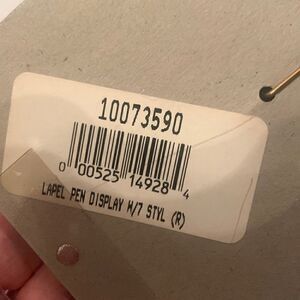 10073590
0 00525 14928 4
LAPEL PEN DISPLAY W/7 STYL (R)